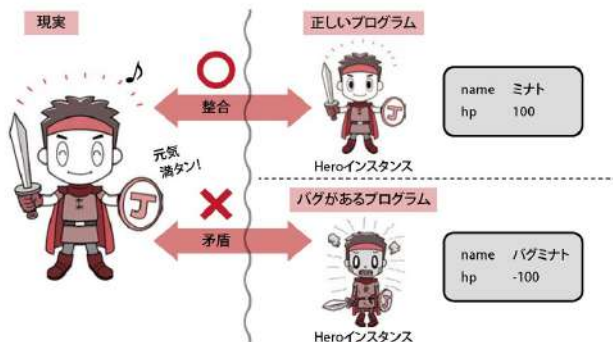 現実
元気
満タン!
J
整合
矛盾
正しいプログラム
J
Heroインスタンス
name ミナト
hp 100
バグがあるプログラム
J
Heroインスタンス
name バグミナト
hp -100